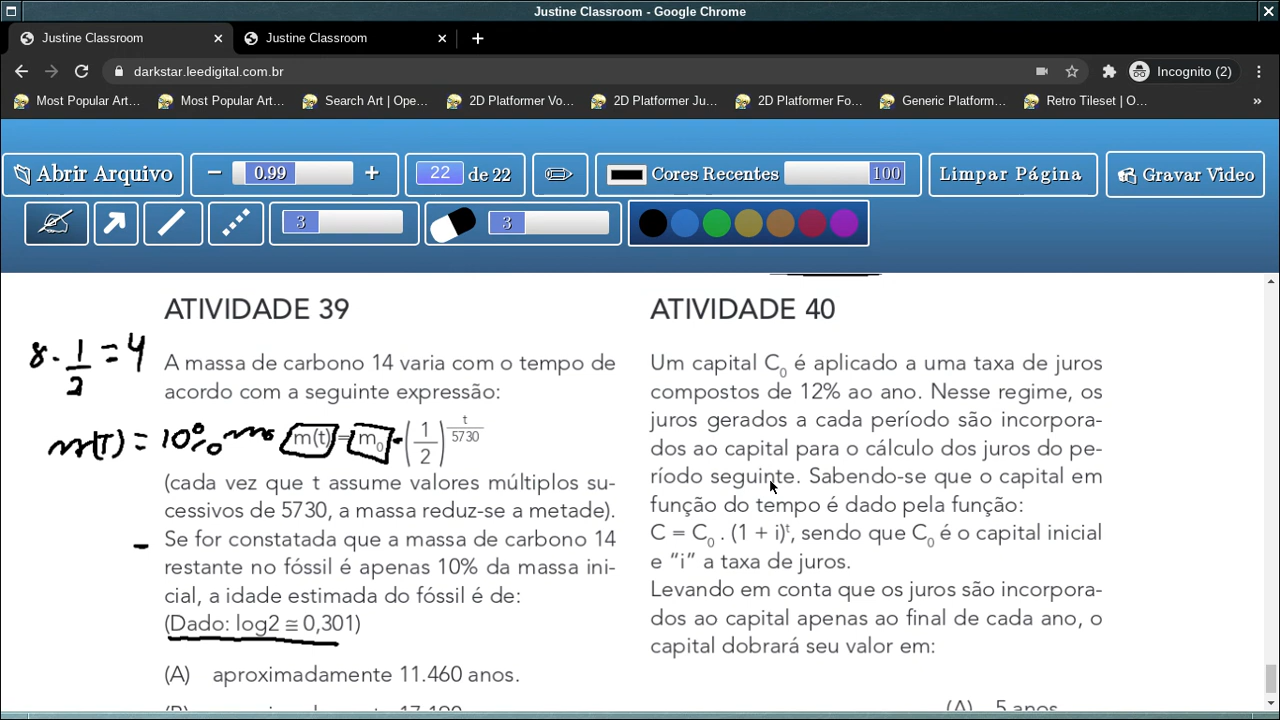 Justine Classroom - Google Chrome
Justine Classroom
Justine Classroom
darkstar.leedigital.com.br
Incognito (2)
Most Popular Art...
Most Popular Art...
Search Art | Ope...
2D Platformer Vo...
2D Platformer Ju...
2D Platformer Fo...
Generic Platform...
Retro Tileset | O...
»
Abrir Arquivo
− 0.99 +
22 de 22
Cores Recentes 100
Limpar Página
Gravar Video
3
3
ATIVIDADE 39
8 · 1/2 = 4
A massa de carbono 14 varia com o tempo de
acordo com a seguinte expressão:
m(t) = 10% m₀
m(t) = m₀ · (1/2)^(t/5730)
(cada vez que t assume valores múltiplos su-
cessivos de 5730, a massa reduz-se a metade).
Se for constatada que a massa de carbono 14
restante no fóssil é apenas 10% da massa ini-
cial, a idade estimada do fóssil é de:
(Dado: log2 ≅ 0,301)
(A) aproximadamente 11.460 anos.
ATIVIDADE 40
Um capital C₀ é aplicado a uma taxa de juros
compostos de 12% ao ano. Nesse regime, os
juros gerados a cada período são incorpora-
dos ao capital para o cálculo dos juros do pe-
ríodo seguinte. Sabendo-se que o capital em
função do tempo é dado pela função:
C = C₀ . (1 + i)ᵗ, sendo que C₀ é o capital inicial
e “i” a taxa de juros.
Levando em conta que os juros são incorpora-
dos ao capital apenas ao final de cada ano, o
capital dobrará seu valor em:
(A) 5 anos